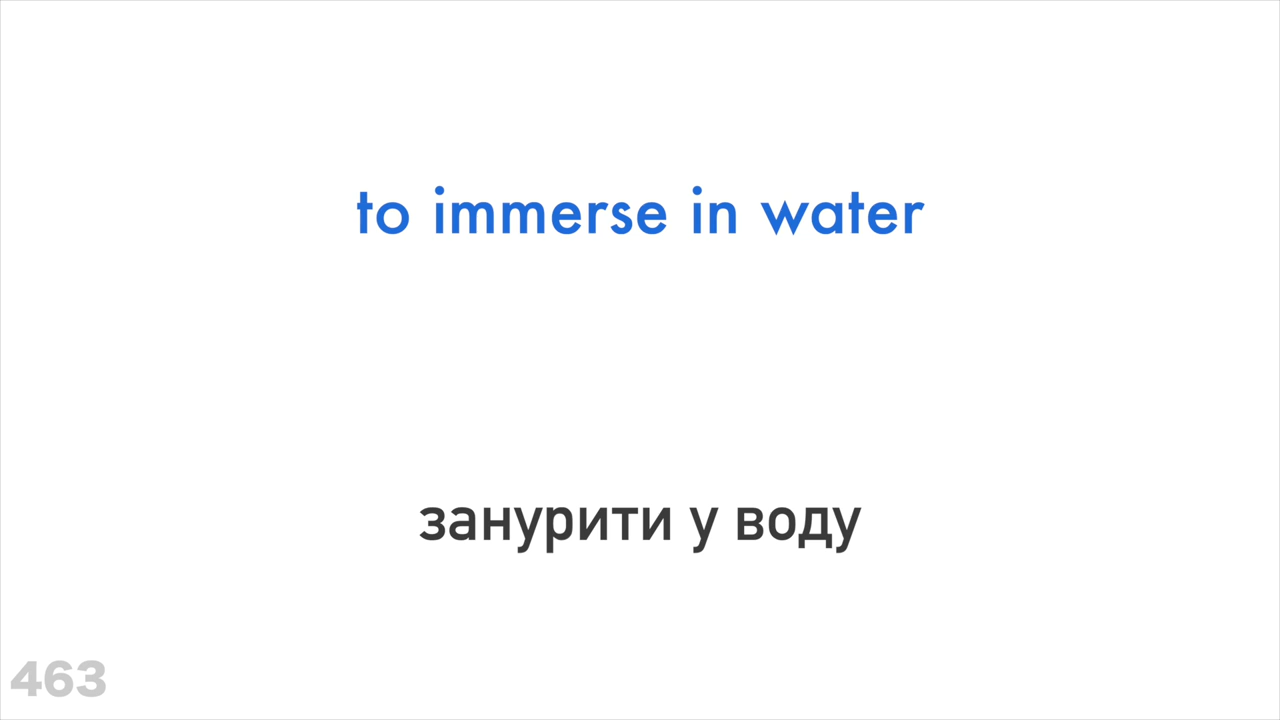 to immerse in water
занурити у воду
463